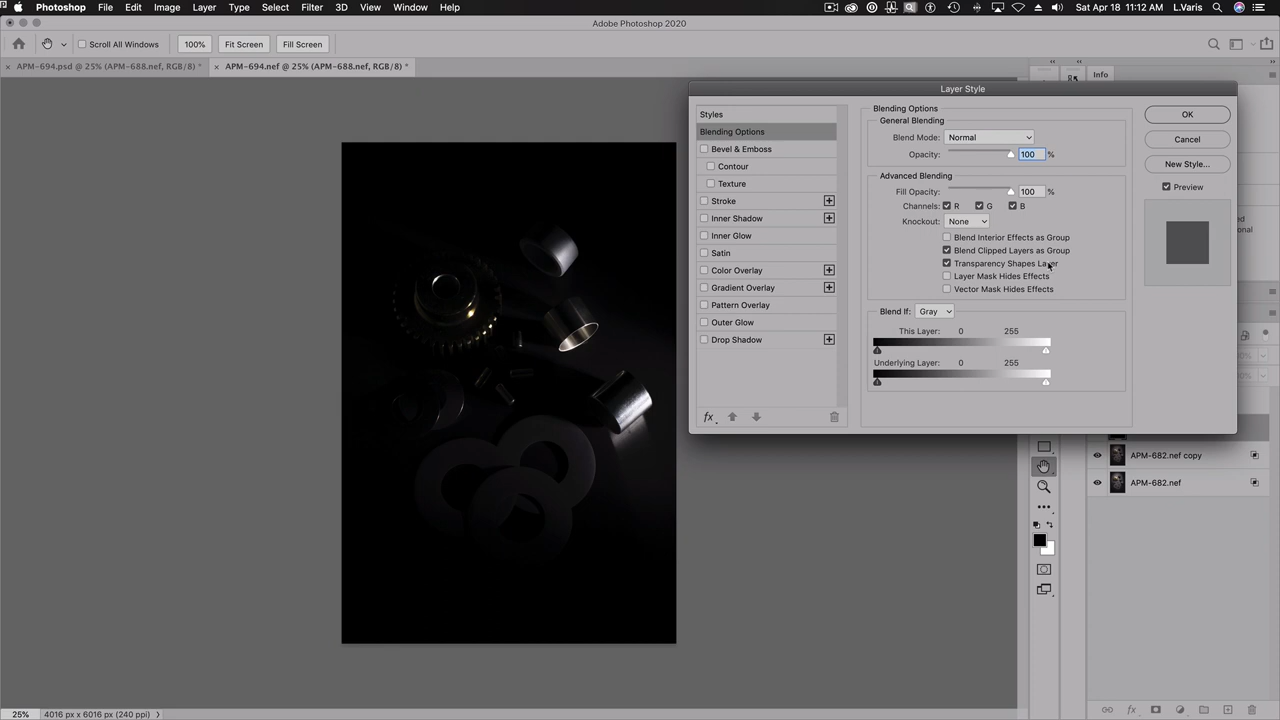 Photoshop File Edit Image Layer Type Select Filter 3D View Window Help Sat Apr 18 11:12 AM L.Varis
Adobe Photoshop 2020
Scroll All Windows 100% Fit Screen Fill Screen
× APM-694.psd @ 25% (APM-688.nef, RGB/8) * × APM-694.nef @ 25% (APM-688.nef, RGB/8) *
Info
Layer Style
Styles
Blending Options
Bevel & Emboss
Contour
Texture
Stroke
Inner Shadow
Inner Glow
Satin
Color Overlay
Gradient Overlay
Pattern Overlay
Outer Glow
Drop Shadow
fx
Blending Options
General Blending
Blend Mode: Normal
Opacity: 100 %
Advanced Blending
Fill Opacity: 100 %
Channels: R G B
Knockout: None
Blend Interior Effects as Group
Blend Clipped Layers as Group
Transparency Shapes Layer
Layer Mask Hides Effects
Vector Mask Hides Effects
Blend If: Gray
This Layer: 0 255
Underlying Layer: 0 255
OK
Cancel
New Style...
Preview
APM-682.nef copy
APM-682.nef
25% 4016 px x 6016 px (240 ppi)
fx